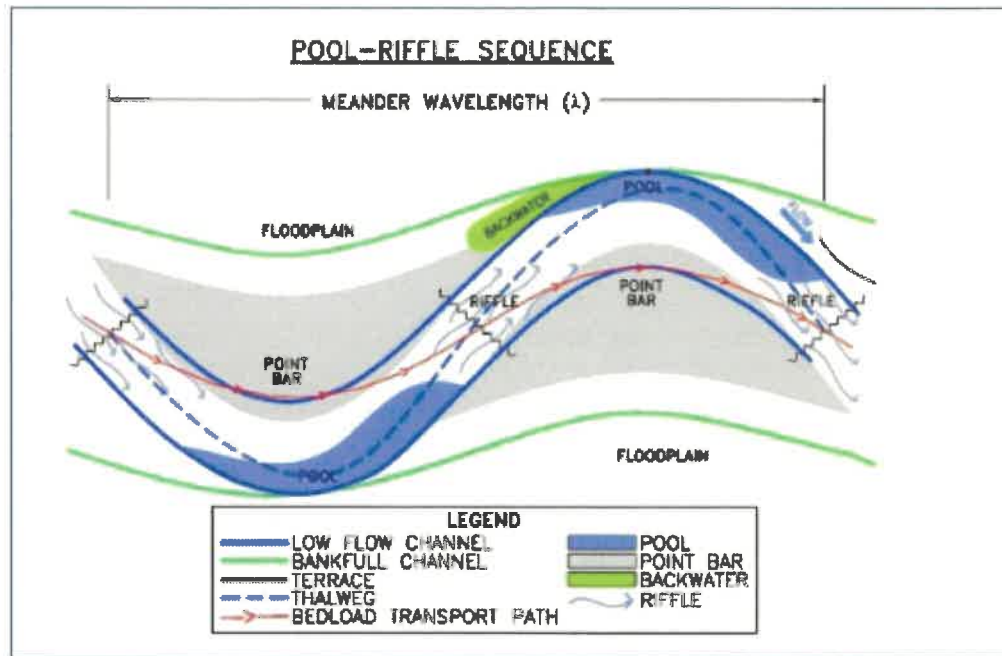 POOL-RIFFLE SEQUENCE
MEANDER WAVELENGTH (λ)
POOL
FLOW
BACKWATER
FLOODPLAIN
RIFFLE
POINT
BAR
RIFFLE
POINT
BAR
POOL
FLOODPLAIN
LEGEND
LOW FLOW CHANNEL
BANKFULL CHANNEL
TERRACE
THALWEG
BEDLOAD TRANSPORT PATH
POOL
POINT BAR
BACKWATER
RIFFLE